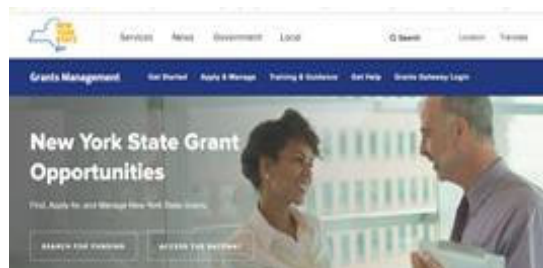 NEW YORK STATE
Services News Government Local Search Location Translate
Grants Management Get Started Apply & Manage Training & Guidance Get Help Grants Gateway Login
New York State Grant
Opportunities
Find, Apply for, and Manage New York State Grants.
SEARCH FOR FUNDING ACCESS THE GATEWAY